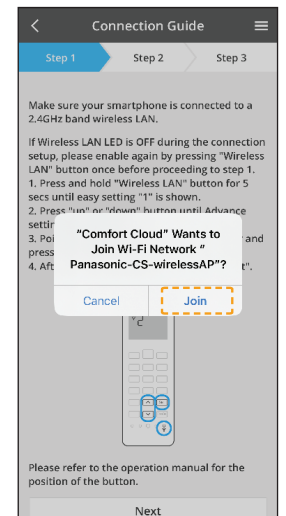 Connection Guide
Step 1
Step 2
Step 3
Make sure your smartphone is connected to a
2.4GHz band wireless LAN.
If Wireless LAN LED is OFF during the connection
setup, please enable again by pressing "Wireless
LAN" button once before proceeding to step 1.
1. Press and hold "Wireless LAN" button for 5
secs until easy setting "1" is shown.
2. Press "up" or "down" button until Advance
3. and
press
4.
"Comfort Cloud" Wants to
Join Wi-Fi Network "
Panasonic-CS-wirelessAP"?
Cancel
Join
Please refer to the operation manual for the
position of the button.
Next